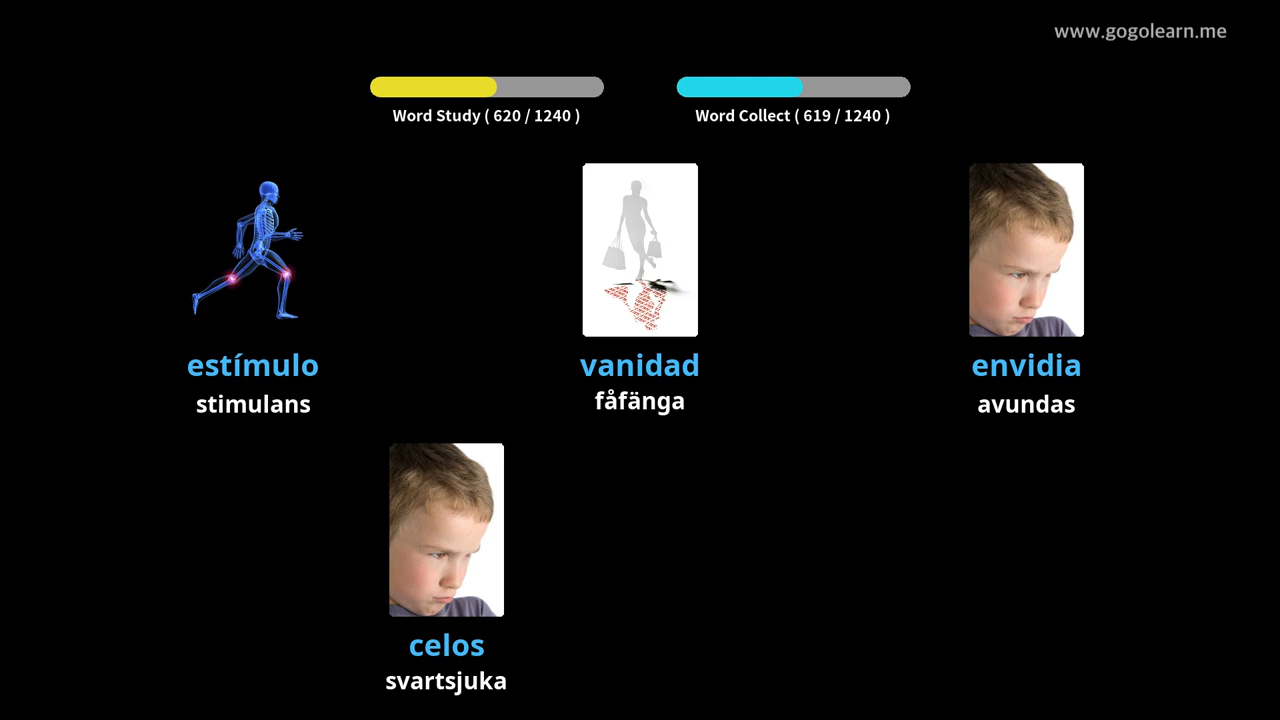 www.gogolearn.me
Word Study ( 620 / 1240 )
Word Collect ( 619 / 1240 )
estímulo
stimulans
vanidad
fåfänga
envidia
avundas
celos
svartsjuka